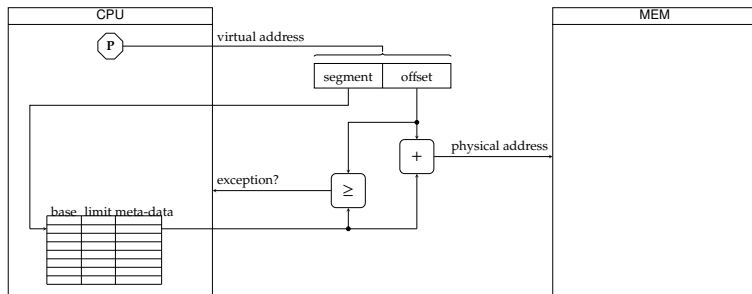 CPU
MEM
P
virtual address
segment offset
+
physical address
exception?
≥
base limit meta-data